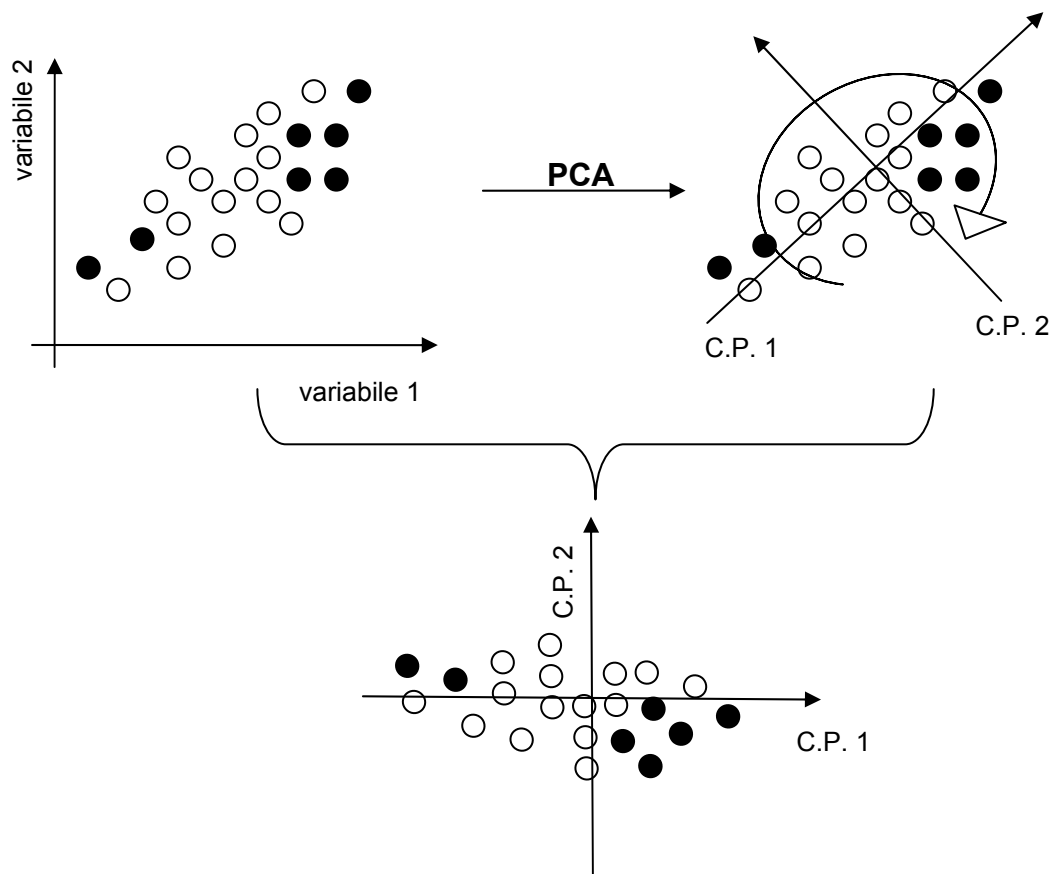 variabile 2
variabile 1
PCA
C.P. 1
C.P. 2
C.P. 2
C.P. 1